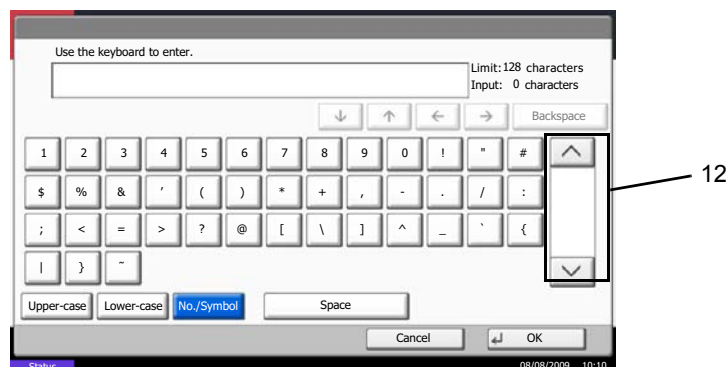 Use the keyboard to enter.
Limit: 128 characters
Input: 0 characters
↓ ↑ ← → Backspace
1 2 3 4 5 6 7 8 9 0 ! " #
$ % & ' ( ) * + , - . / :
; < = > ? @ [ \ ] ^ _ ` {
| } ~
12
Upper-case Lower-case No./Symbol Space
Cancel OK
Status 08/08/2009 10:10